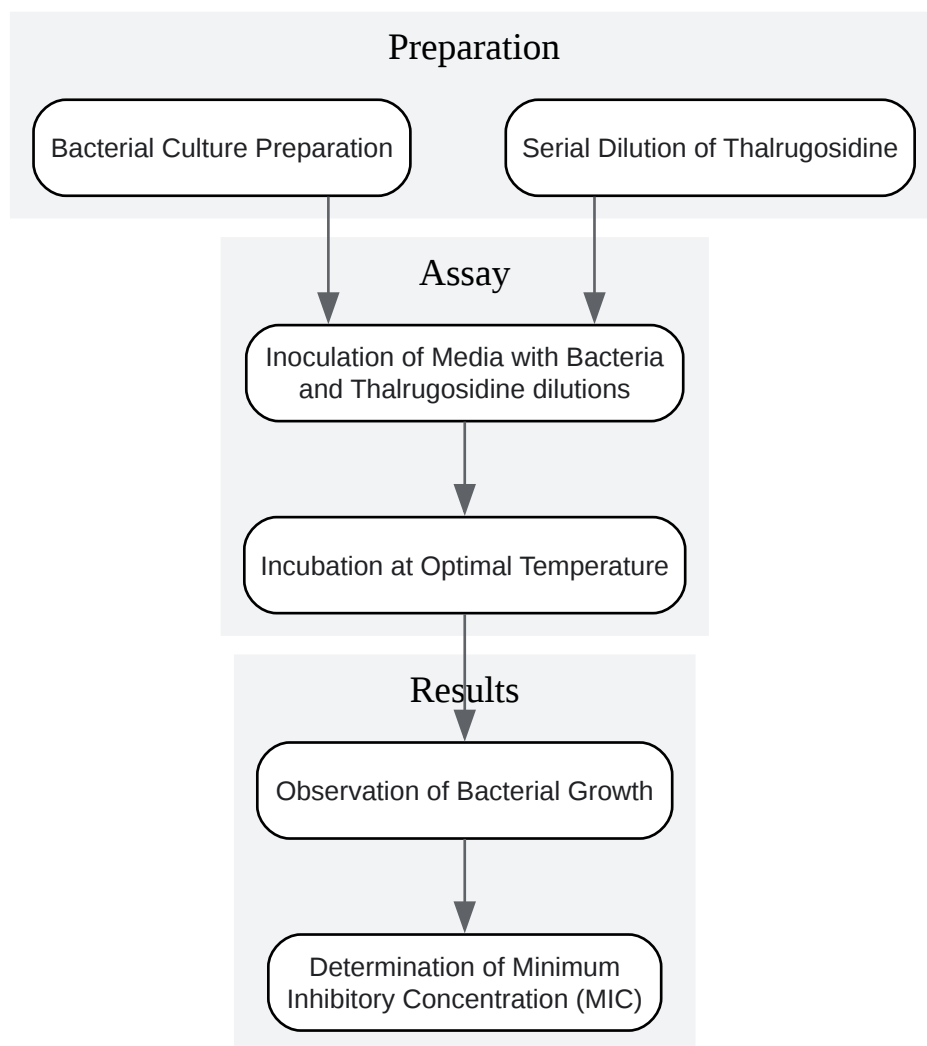 Preparation
Bacterial Culture Preparation
Serial Dilution of Thalrugosidine
Assay
Inoculation of Media with Bacteria
and Thalrugosidine dilutions
Incubation at Optimal Temperature
Results
Observation of Bacterial Growth
Determination of Minimum
Inhibitory Concentration (MIC)